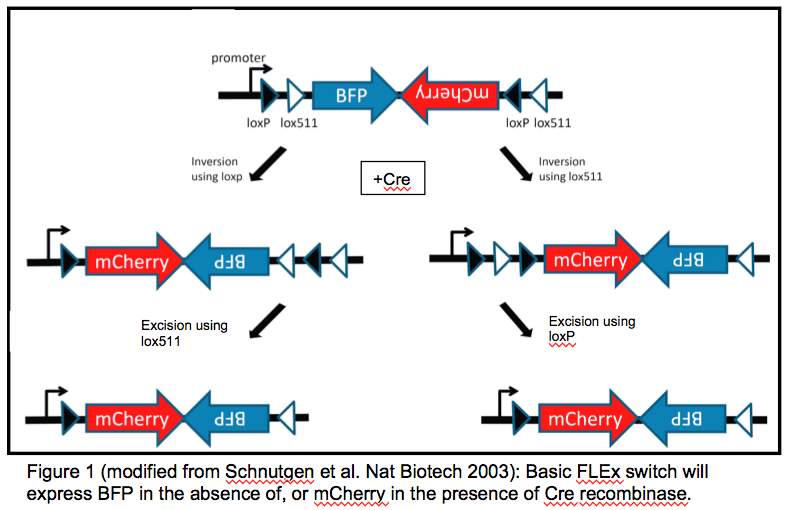 promoter
BFP mCherry
loxP lox511 loxP lox511
Inversion
using loxp
+Cre
Inversion
using lox511
mCherry BFP
mCherry BFP
Excision using
lox511
Excision using
loxP
mCherry BFP
mCherry BFP
Figure 1 (modified from Schnutgen et al. Nat Biotech 2003): Basic FLEx switch will
express BFP in the absence of, or mCherry in the presence of Cre recombinase.